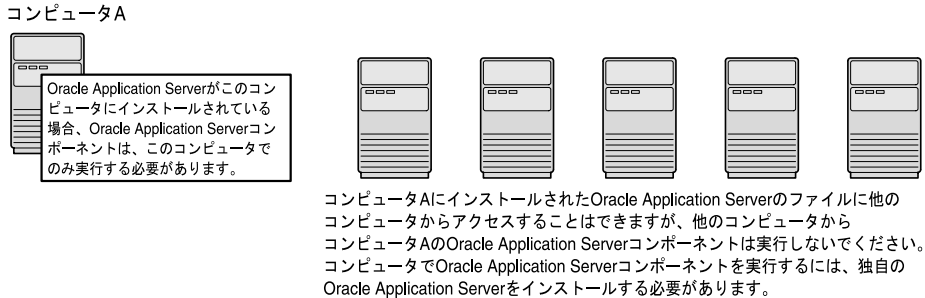 コンピュータA
Oracle Application Serverがこのコン
ピュータにインストールされている
場合、Oracle Application Serverコン
ポーネントは、このコンピュータで
のみ実行する必要があります。
コンピュータAにインストールされたOracle Application Serverのファイルに他の
コンピュータからアクセスすることはできますが、他のコンピュータから
コンピュータAのOracle Application Serverコンポーネントは実行しないでください。
コンピュータでOracle Application Serverコンポーネントを実行するには、独自の
Oracle Application Serverをインストールする必要があります。